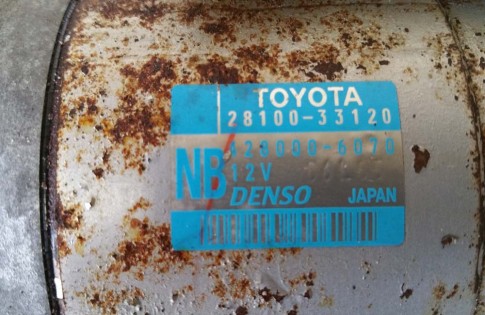 TOYOTA
28100-33120
NB
12V
DENSO JAPAN